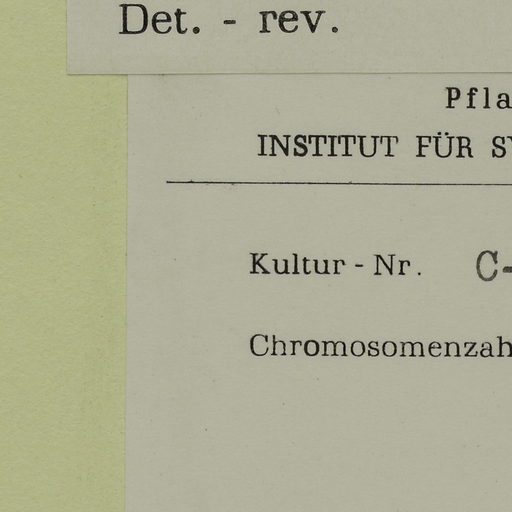 Det. - rev.
Pfla
INSTITUT FÜR SY
Kultur - Nr. C-
Chromosomenzah